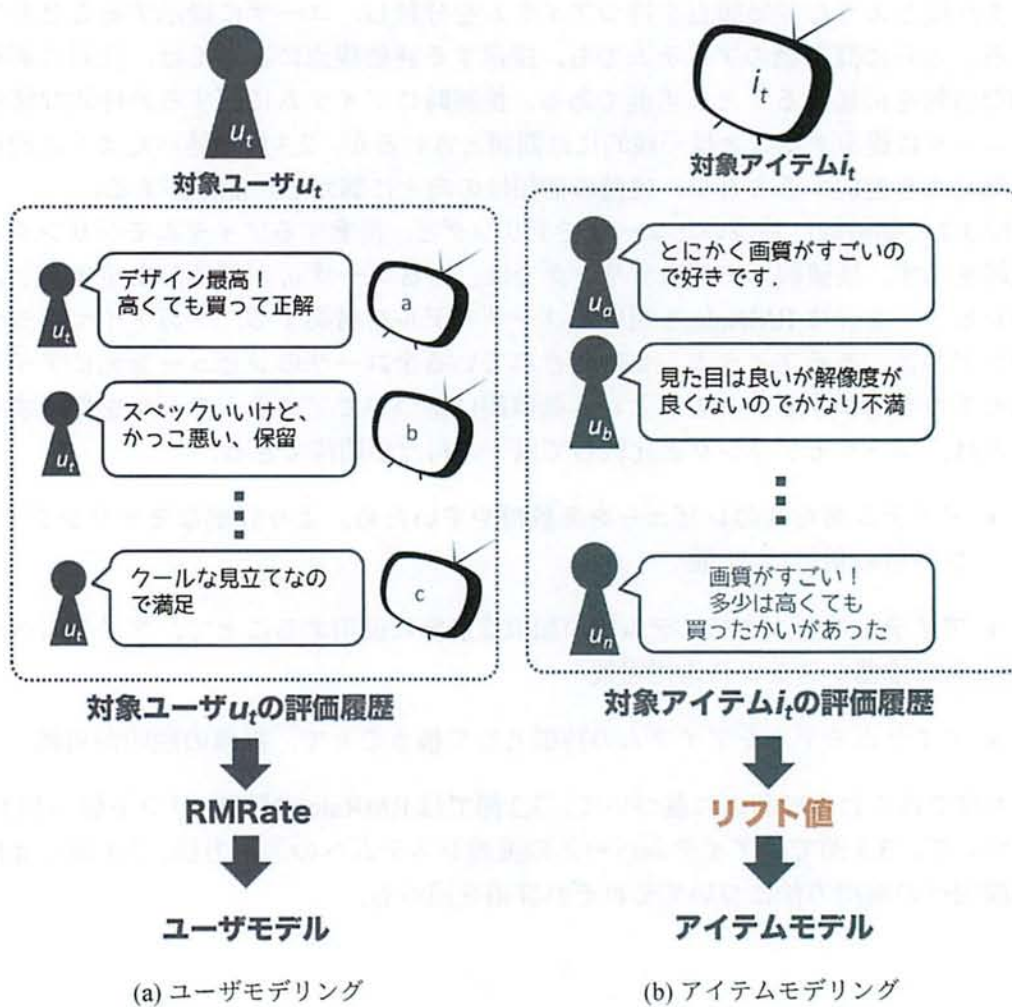 u_t
対象ユーザu_t
u_t
デザイン最高！
高くても買って正解
a
u_t
スペックいいけど、
かっこ悪い、保留
b
u_t
クールな見立てなの
で満足
c
対象ユーザu_tの評価履歴
RMRate
ユーザモデル
(a) ユーザモデリング
i_t
対象アイテムi_t
u_a
とにかく画質がすごいの
で好きです
u_b
見た目は良いが解像度が
良くないのでかなり不満
u_n
画質がすごい！
多少は高くても
買ったかいがあった
対象アイテムi_tの評価履歴
リフト値
アイテムモデル
(b) アイテムモデリング